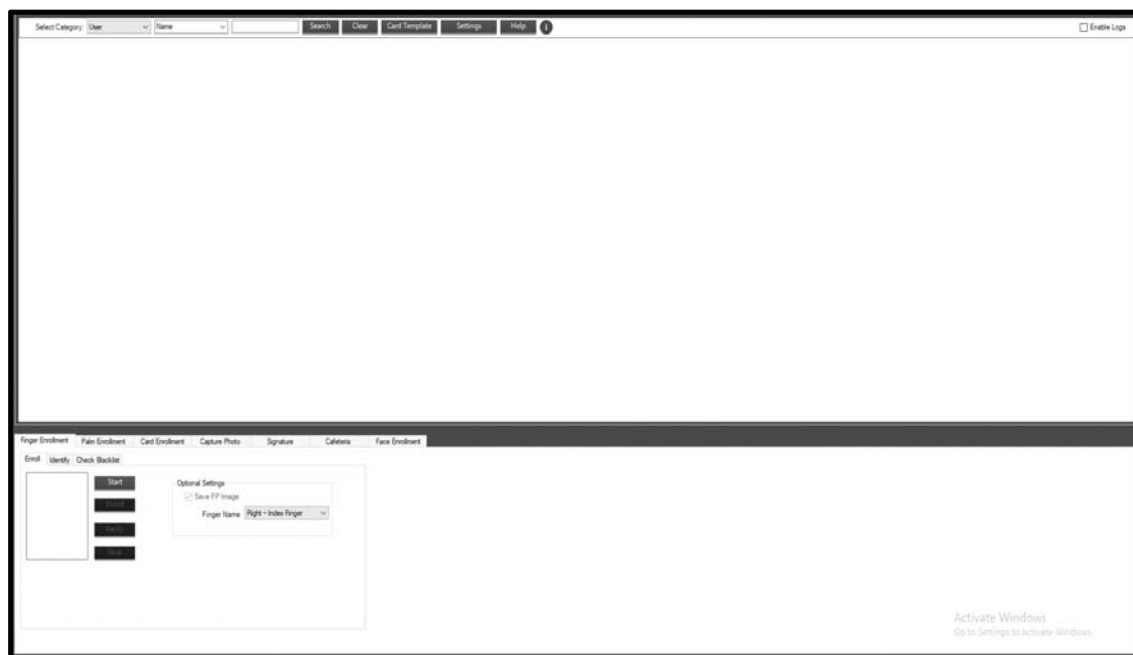 Select Category: User Name Search Clear Card Template Settings Help i Enable Logs
Finger Enrollment Palm Enrollment Card Enrollment Capture Photo Signature Cafeteria Face Enrollment
Enroll Identify Check Blacklist
Start
Optional Settings
Save FP Image
Finger Name Right - Index Finger
Activate Windows
Go to Settings to activate Windows.